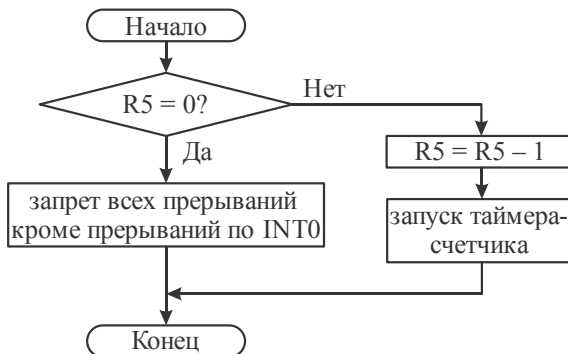 Начало
R5 = 0?
Нет
Да
R5 = R5 – 1
запрет всех прерываний
кроме прерываний по INT0
запуск таймера-
счетчика
Конец